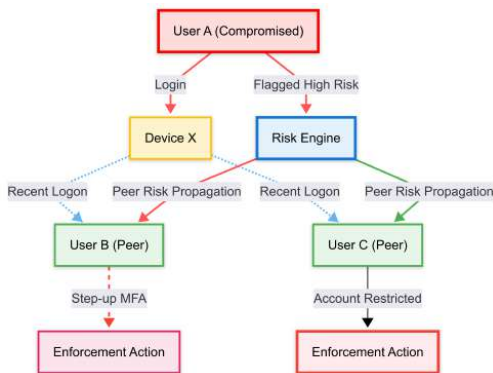 User A (Compromised)
Login
Flagged High Risk
Device X
Risk Engine
Recent Logon
Peer Risk Propagation
Recent Logon
Peer Risk Propagation
User B (Peer)
User C (Peer)
Step-up MFA
Account Restricted
Enforcement Action
Enforcement Action